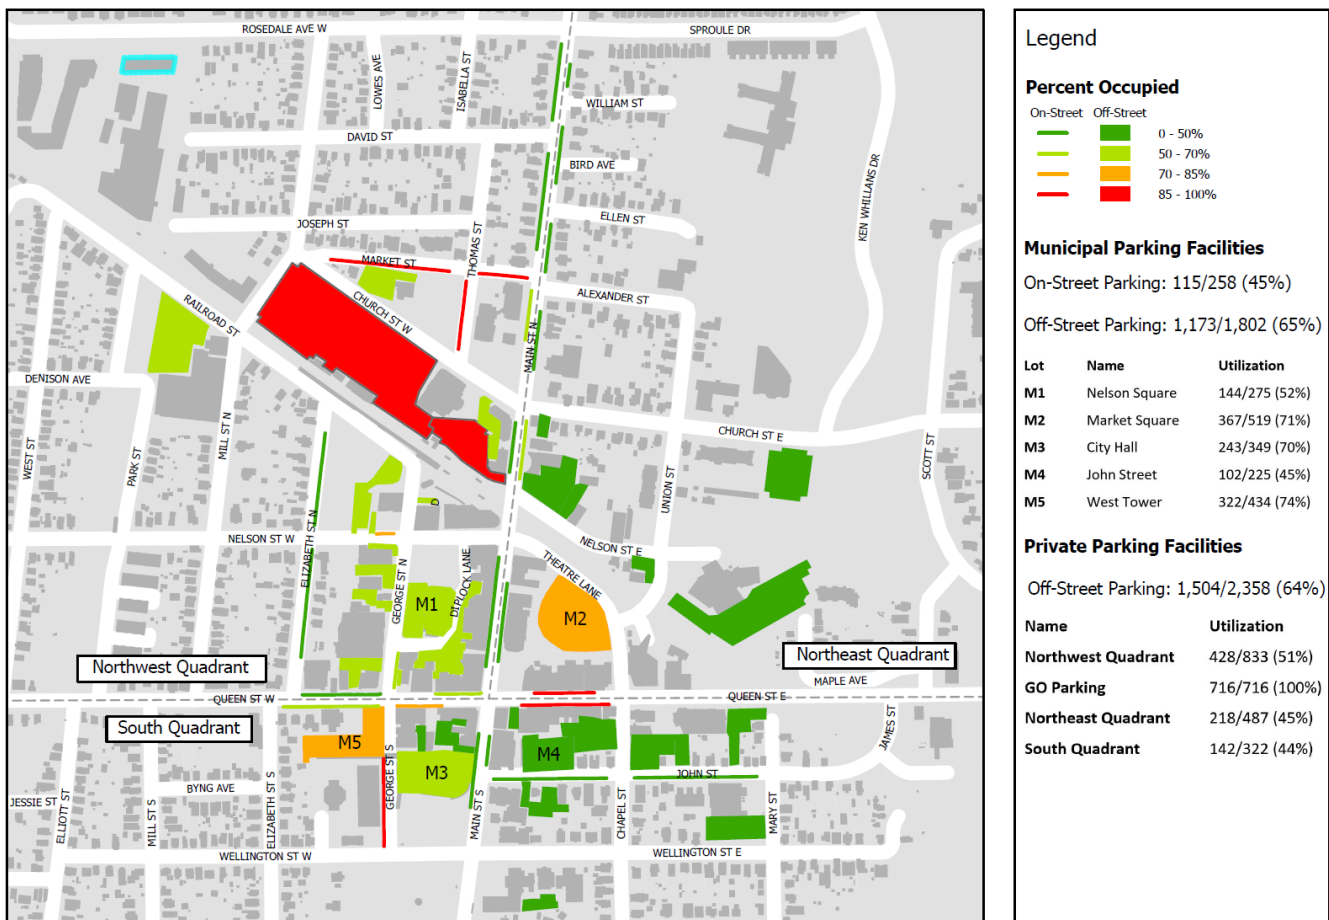 ROSEDALE AVE W
SPROULE DR
LOWES AVE
ISABELLA ST
WILLIAM ST
DAVID ST
BIRD AVE
KEN WHILLANS DR
ELLEN ST
JOSEPH ST
THOMAS ST
MARKET ST
RAILROAD ST
CHURCH ST W
ALEXANDER ST
MAIN ST N
DENISON AVE
CHURCH ST E
WEST ST
PARK ST
MILL ST N
SCOTT ST
UNION ST
D
ELIZABETH ST N
NELSON ST W
NELSON ST E
GEORGE ST N
DIPLOCK LANE
THEATRE LANE
M1
M2
Northwest Quadrant
Northeast Quadrant
MAPLE AVE
QUEEN ST W
QUEEN ST E
South Quadrant
M5
M4
M3
JAMES ST
JOHN ST
GEORGE ST S
BYNG AVE
JESSIE ST
ELLIOTT ST
MILL ST S
ELIZABETH ST S
MAIN ST S
CHAPEL ST
MARY ST
WELLINGTON ST W
WELLINGTON ST E
Legend
Percent Occupied
On-Street Off-Street
0 - 50%
50 - 70%
70 - 85%
85 - 100%
Municipal Parking Facilities
On-Street Parking: 115/258 (45%)
Off-Street Parking: 1,173/1,802 (65%)
Lot Name Utilization
M1 Nelson Square 144/275 (52%)
M2 Market Square 367/519 (71%)
M3 City Hall 243/349 (70%)
M4 John Street 102/225 (45%)
M5 West Tower 322/434 (74%)
Private Parking Facilities
Off-Street Parking: 1,504/2,358 (64%)
Name Utilization
Northwest Quadrant 428/833 (51%)
GO Parking 716/716 (100%)
Northeast Quadrant 218/487 (45%)
South Quadrant 142/322 (44%)